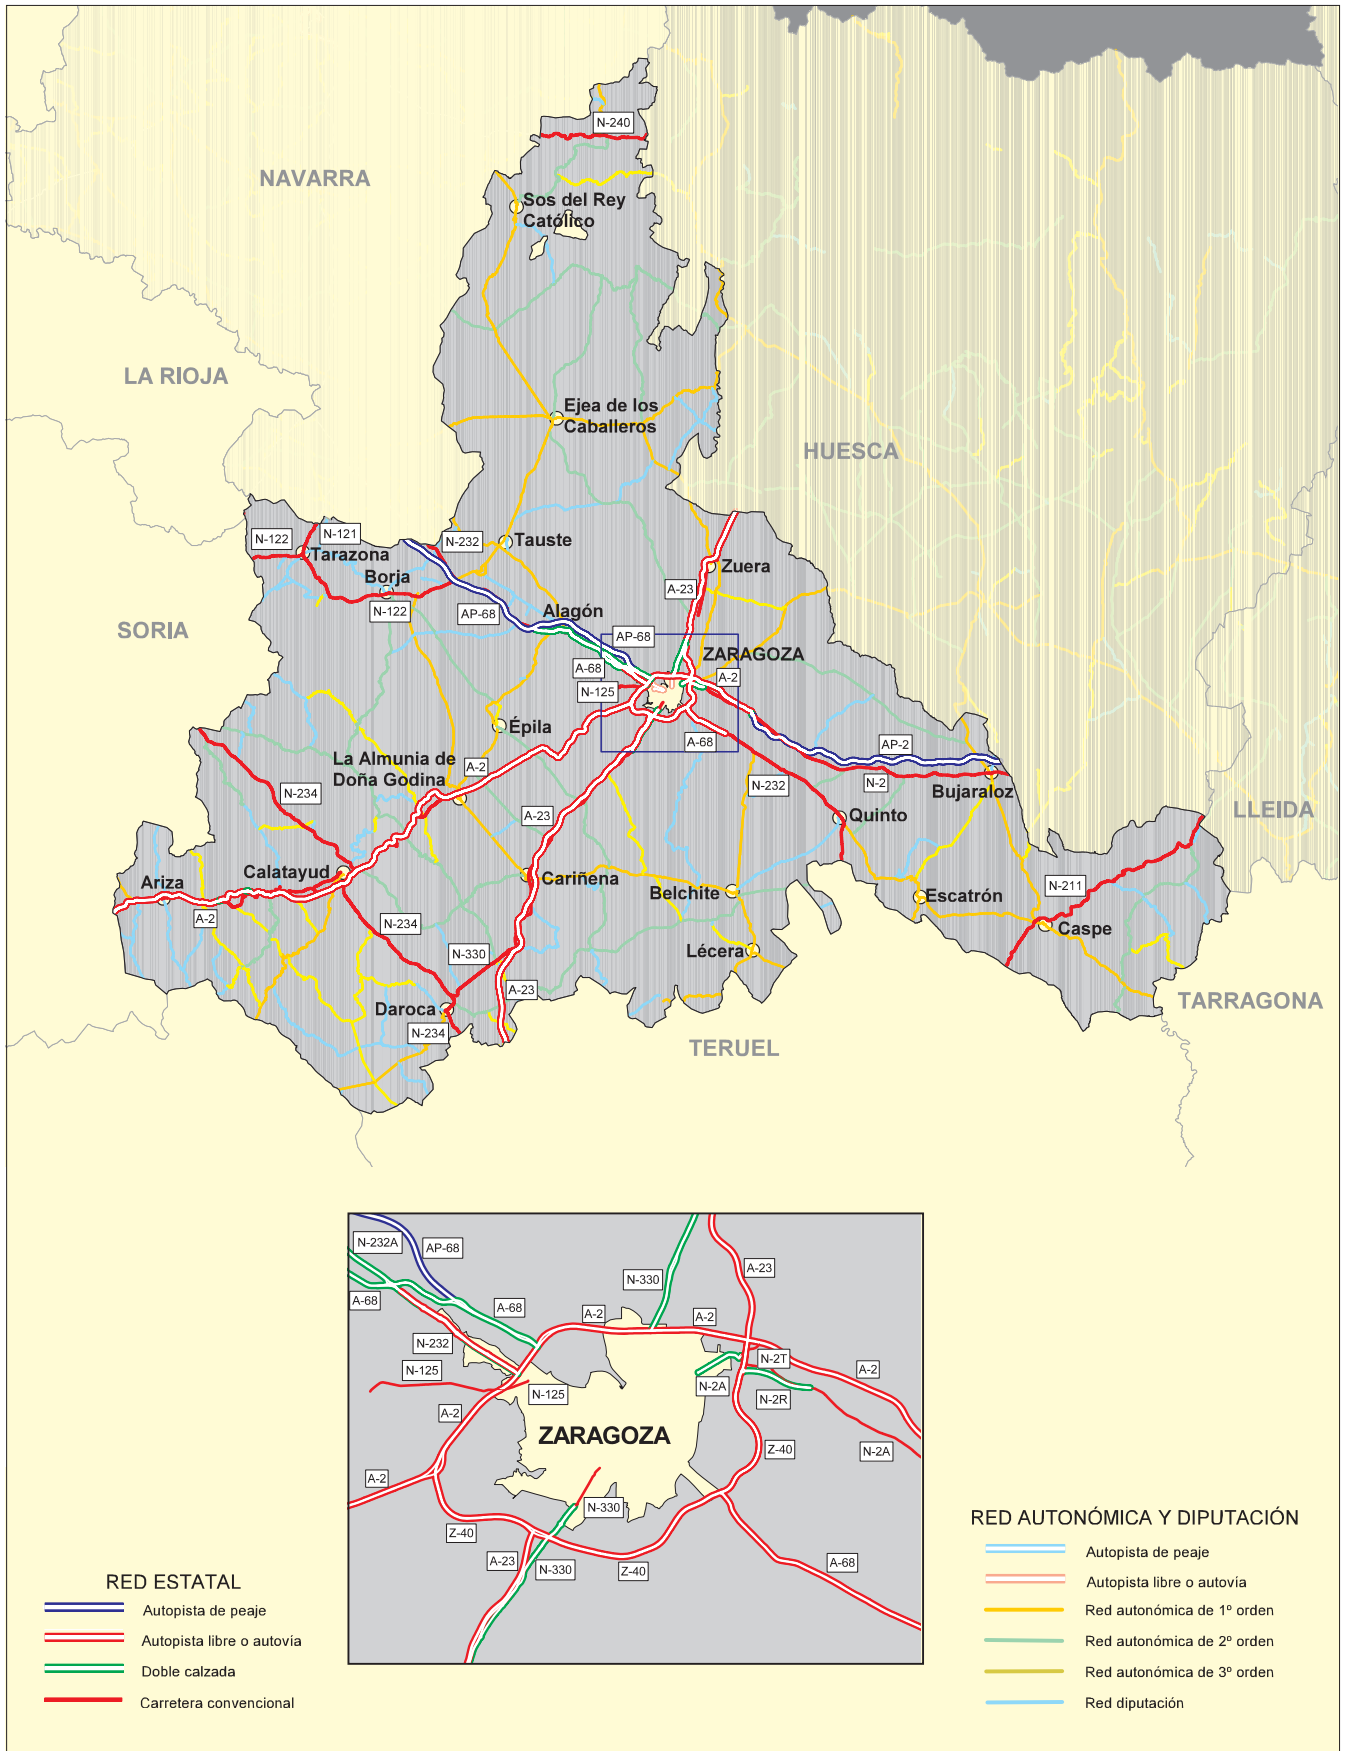 N-240
NAVARRA
Sos del Rey
Católico
LA RIOJA
Ejea de los
Caballeros
HUESCA
N-122
N-121
N-232
Tauste
Tarazona
Borja
Zuera
A-23
N-122
AP-68
Alagón
SORIA
AP-68
ZARAGOZA
A-68
A-2
N-125
Épila
A-68
AP-2
La Almunia de
Doña Godina
A-2
N-232
N-2
Bujaraloz
N-234
A-23
Quinto
LLEIDA
Calatayud
Ariza
Cariñena
Belchite
N-211
Escatrón
A-2
N-234
Caspe
N-330
Lécera
A-23
TARRAGONA
Daroca
N-234
TERUEL
N-232A
AP-68
A-23
N-330
A-68
A-68
A-2
A-2
N-232
N-2T
N-125
A-2
N-125
N-2A
N-2R
A-2
ZARAGOZA
Z-40
N-2A
A-2
N-330
Z-40
A-23
N-330
Z-40
A-68
RED ESTATAL
Autopista de peaje
Autopista libre o autovía
Doble calzada
Carretera convencional
RED AUTONÓMICA Y DIPUTACIÓN
Autopista de peaje
Autopista libre o autovía
Red autonómica de 1º orden
Red autonómica de 2º orden
Red autonómica de 3º orden
Red diputación